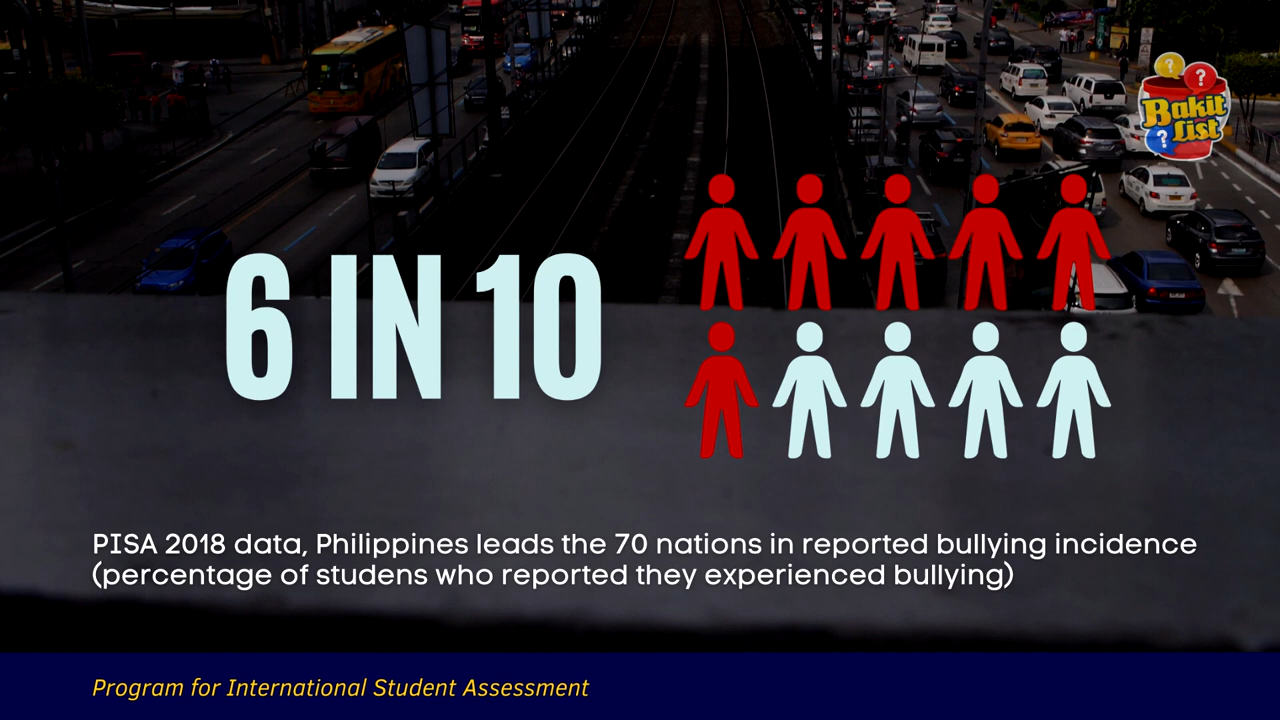 ? ?
Bakit
? List
6 IN 10
PISA 2018 data, Philippines leads the 70 nations in reported bullying incidence
(percentage of studens who reported they experienced bullying)
Program for International Student Assessment